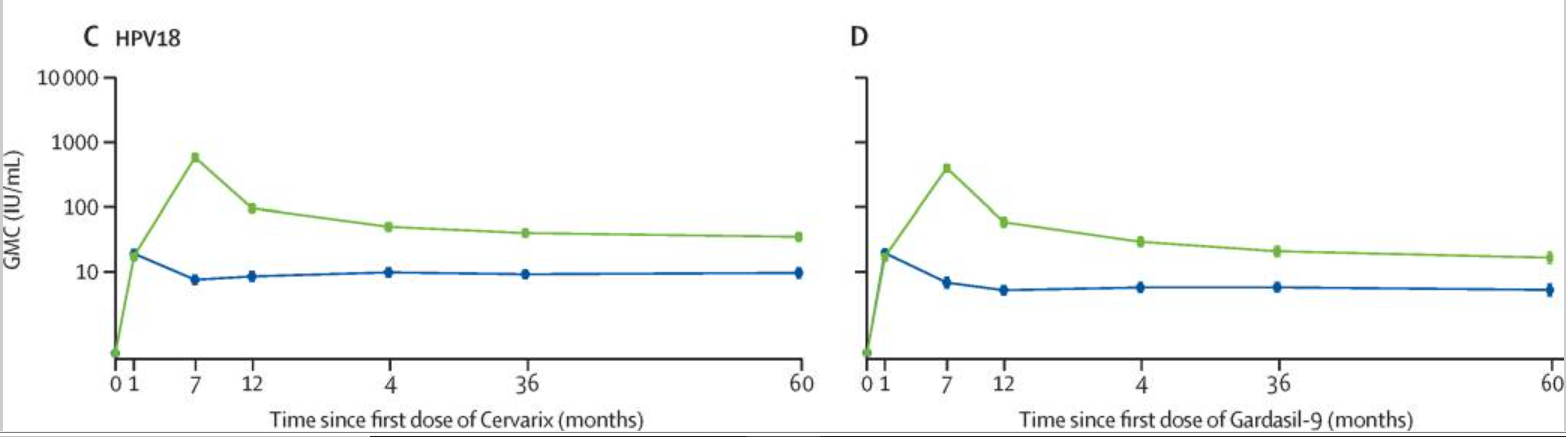 C HPV18
D
10 000
1000
100
10
GMC (IU/mL)
0 1 7 12 4 36 60
0 1 7 12 4 36 60
Time since first dose of Cervarix (months)
Time since first dose of Gardasil-9 (months)